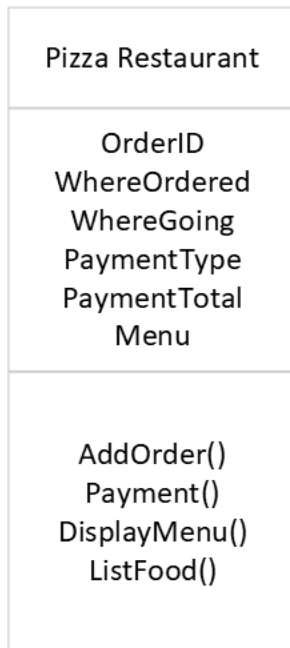 Pizza Restaurant
OrderID
WhereOrdered
WhereGoing
PaymentType
PaymentTotal
Menu
AddOrder()
Payment()
DisplayMenu()
ListFood()